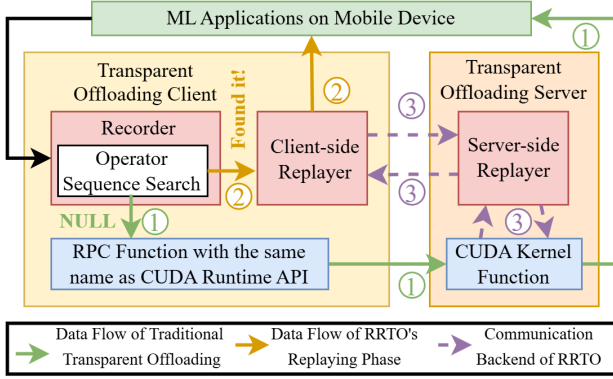 ML Applications on Mobile Device
①
Transparent
Offloading Client
Found it!
②
Transparent
Offloading Server
Recorder
Operator
Sequence Search
②
Client-side
Replayer
③
③
Server-side
Replayer
NULL
①
③
RPC Function with the same
name as CUDA Runtime API
①
CUDA Kernel
Function
Data Flow of Traditional
Transparent Offloading
Data Flow of RRTO's
Replaying Phase
Communication
Backend of RRTO